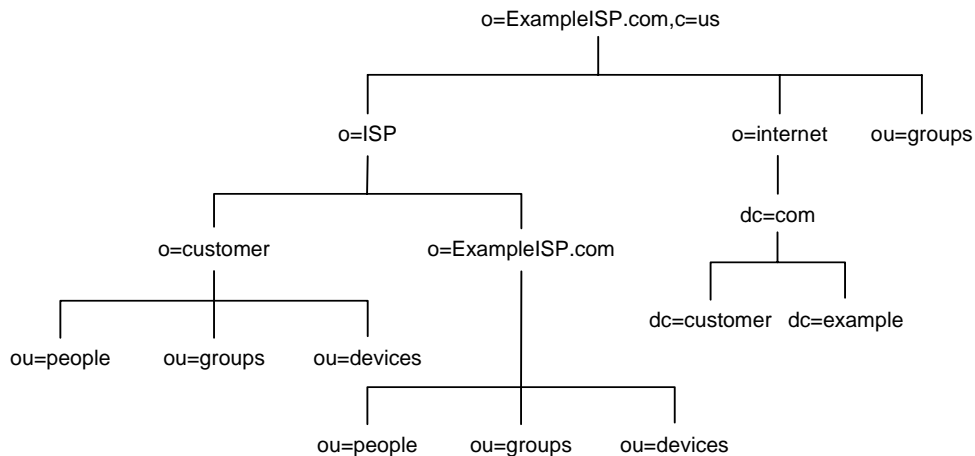 o=ExampleISP.com,c=us
o=ISP
o=internet
ou=groups
dc=com
o=customer
o=ExampleISP.com
dc=customer
dc=example
ou=people
ou=groups
ou=devices
ou=people
ou=groups
ou=devices